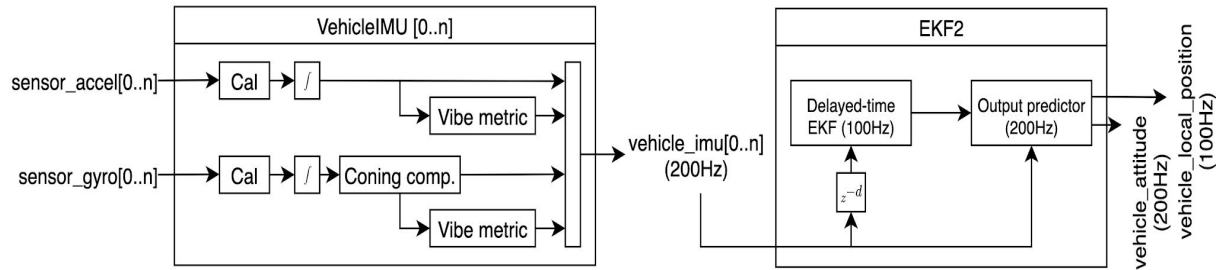 VehicleIMU [0..n]
sensor_accel[0..n]
Cal
∫
Vibe metric
sensor_gyro[0..n]
Cal
∫
Coning comp.
Vibe metric
vehicle_imu[0..n]
(200Hz)
EKF2
Delayed-time
EKF (100Hz)
z^{-d}
Output predictor
(200Hz)
vehicle_attitude
(200Hz)
vehicle_local_position
(100Hz)